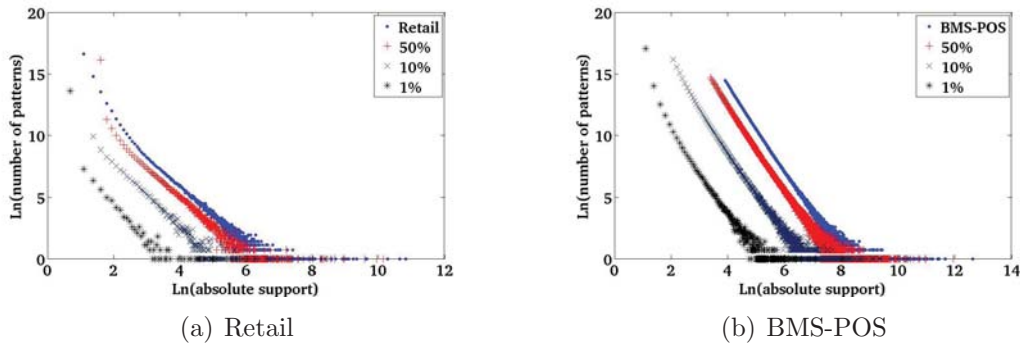 Ln(number of patterns)
20
15
10
5
0
0 2 4 6 8 10 12
Ln(absolute support)
Retail
50%
10%
1%
(a) Retail
Ln(number of patterns)
20
15
10
5
0
0 2 4 6 8 10 12 14
Ln(absolute support)
BMS-POS
50%
10%
1%
(b) BMS-POS